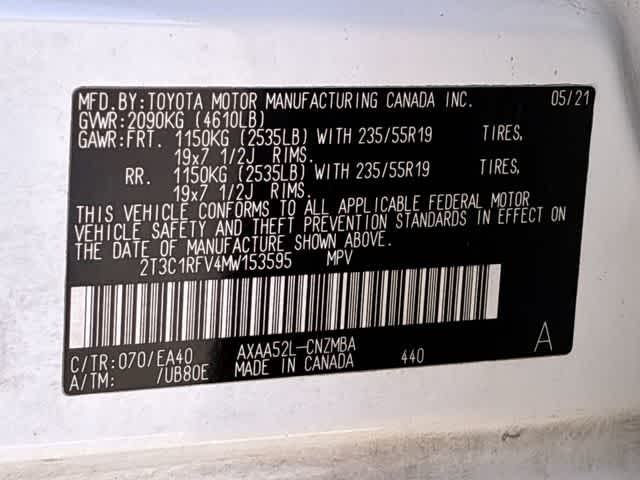 MFD. BY: TOYOTA MOTOR MANUFACTURING CANADA INC. 05/21
GVWR: 2090KG (4610LB)
GAWR: FRT. 1150KG (2535LB) WITH 235/55R19 TIRES,
19x7 1/2J RIMS.
RR. 1150KG (2535LB) WITH 235/55R19 TIRES,
19x7 1/2J RIMS.
THIS VEHICLE CONFORMS TO ALL APPLICABLE FEDERAL MOTOR
VEHICLE SAFETY AND THEFT PREVENTION STANDARDS IN EFFECT ON
THE DATE OF MANUFACTURE SHOWN ABOVE.
2T3C1RFV4MW153595 MPV
C/TR: 070/EA40 AXAA52L-CNZMBA A
A/TM: /UB80E MADE IN CANADA 440